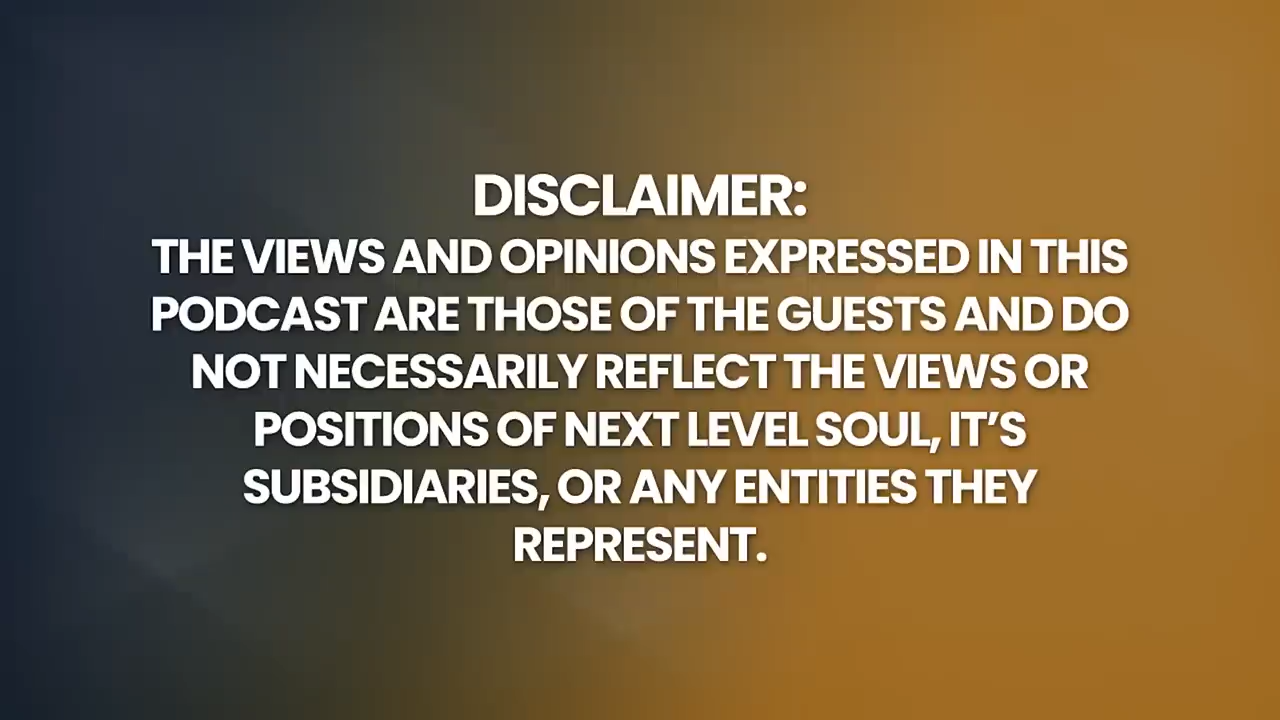 DISCLAIMER:
THE VIEWS AND OPINIONS EXPRESSED IN THIS
PODCAST ARE THOSE OF THE GUESTS AND DO
NOT NECESSARILY REFLECT THE VIEWS OR
POSITIONS OF NEXT LEVEL SOUL, IT’S
SUBSIDIARIES, OR ANY ENTITIES THEY
REPRESENT.